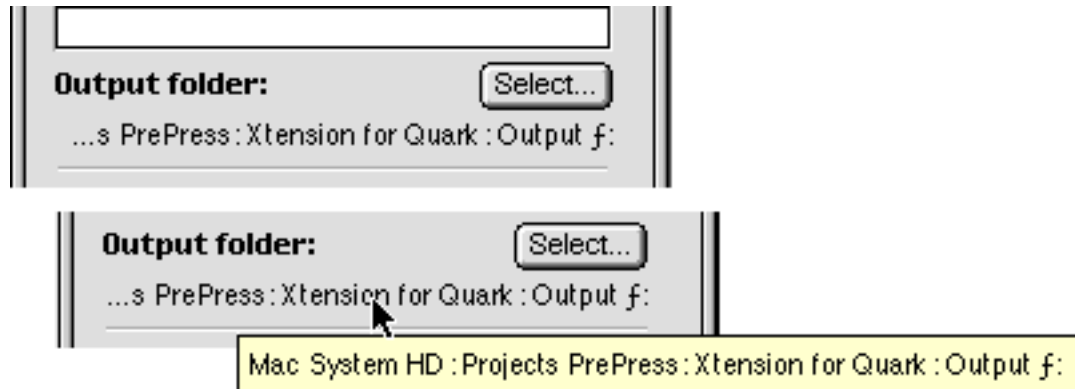 Output folder: Select...
...s PrePress:Xtension for Quark:Output ƒ:
Output folder: Select...
...s PrePress:Xtension for Quark:Output ƒ:
Mac System HD:Projects PrePress:Xtension for Quark:Output ƒ: